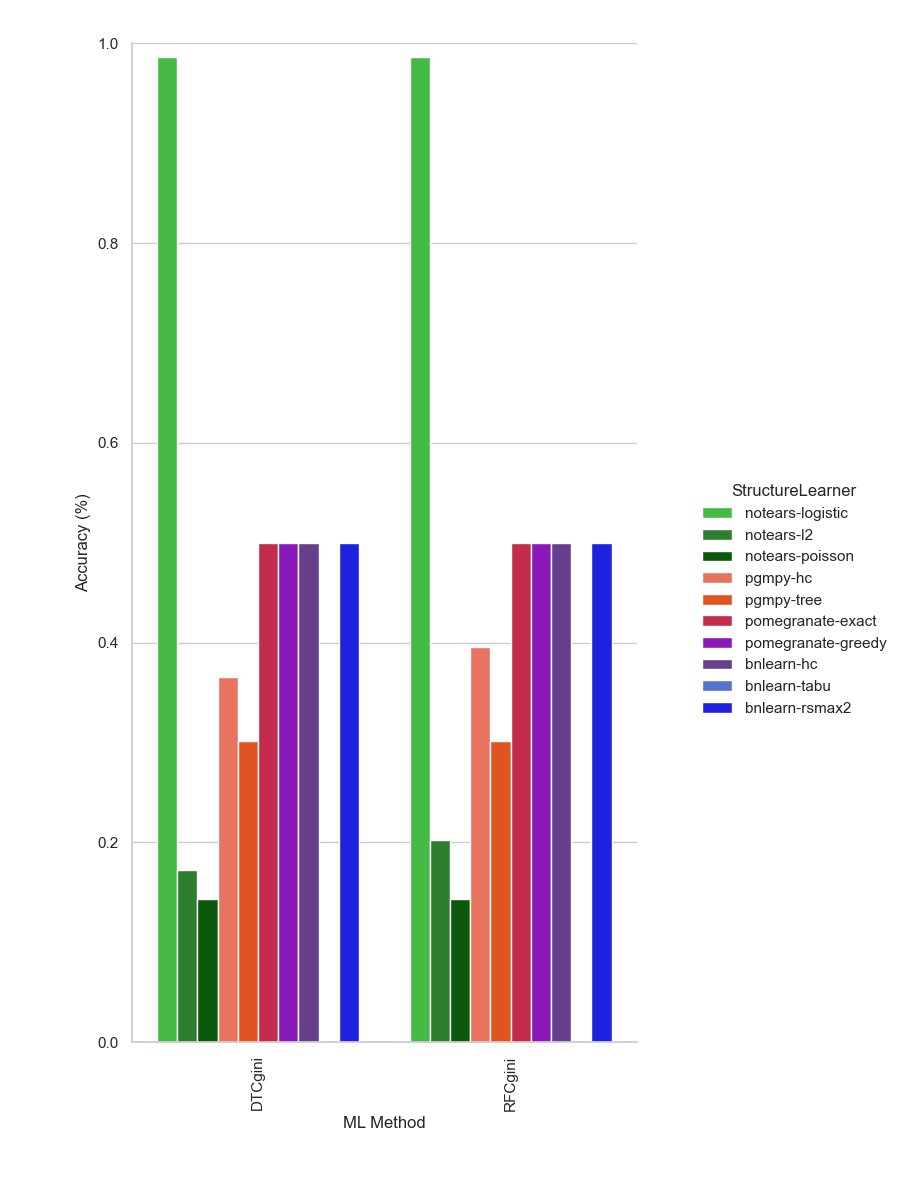 1.0
0.8
0.6
0.4
0.2
0.0
Accuracy (%)
DTCgini
RFCgini
ML Method
StructureLearner
notears-logistic
notears-l2
notears-poisson
pgmpy-hc
pgmpy-tree
pomegranate-exact
pomegranate-greedy
bnlearn-hc
bnlearn-tabu
bnlearn-rsmax2